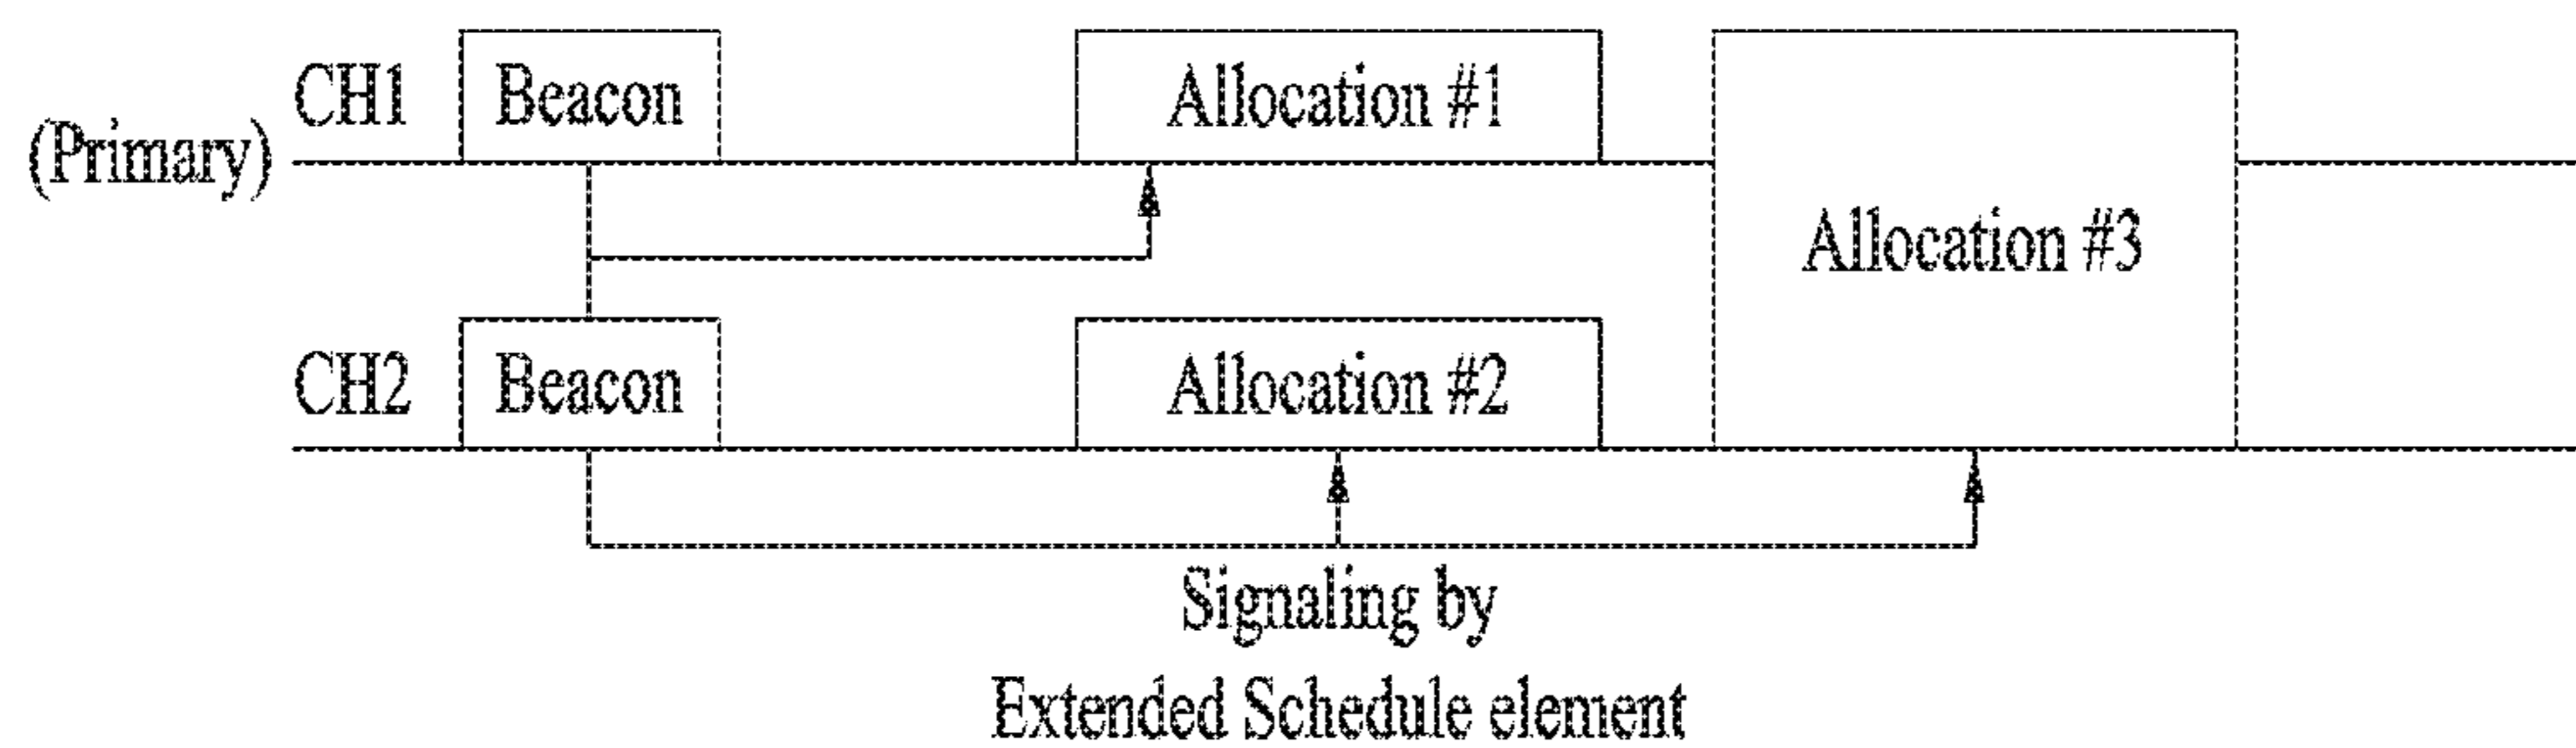 CH1 Beacon Allocation #1
(Primary)
Allocation #3
CH2 Beacon Allocation #2
Signaling by
Extended Schedule element